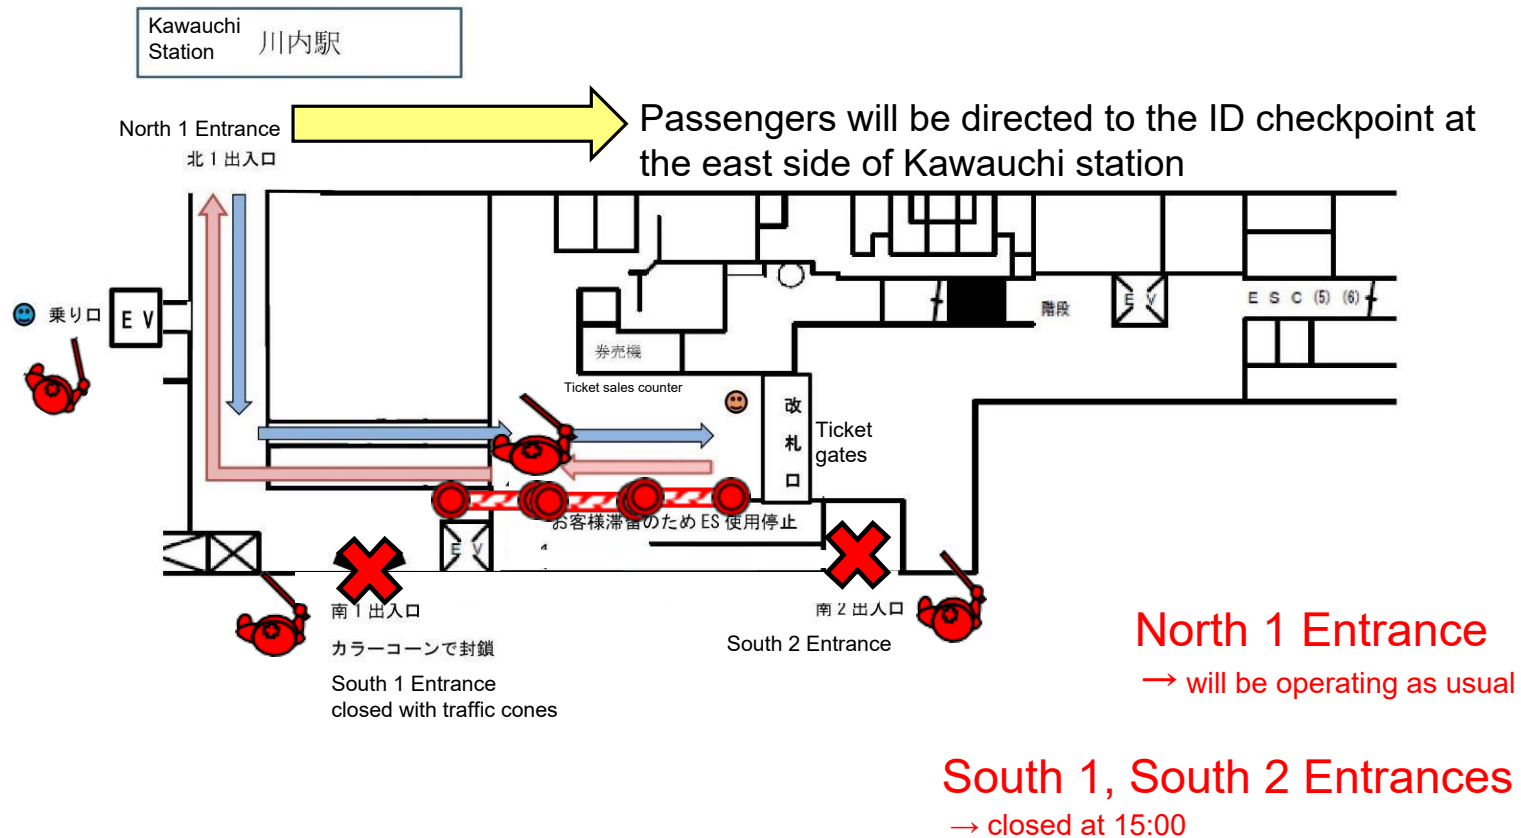 Kawauchi
Station
川内駅
North 1 Entrance
北1出入口
Passengers will be directed to the ID checkpoint at
the east side of Kawauchi station
乗り口
EV
券売機
Ticket sales counter
改札口
Ticket
gates
階段
EV
ESC (5) (6)
お客様滞留のためES使用停止
EV
南1出入口
カラーコーンで封鎖
South 1 Entrance
closed with traffic cones
南2出入口
South 2 Entrance
North 1 Entrance
→ will be operating as usual
South 1, South 2 Entrances
→ closed at 15:00